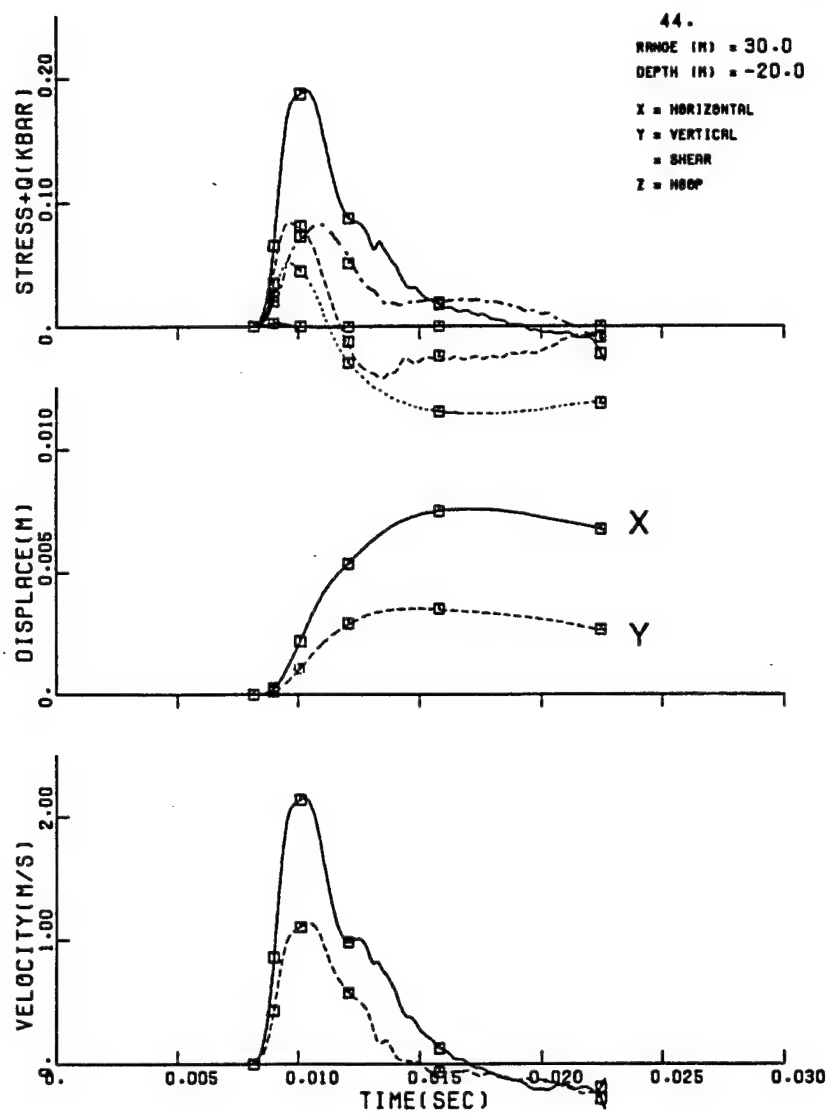 44.
RANGE (M) = 30.0
DEPTH (M) = -20.0
X = HORIZONTAL
Y = VERTICAL
= SHEAR
Z = HOOP
STRESS+Q(KBAR)
0.20
0.10
0.
DISPLACE(M)
0.010
0.005
0.
X
Y
VELOCITY(M/S)
2.00
1.00
0.
0.
0.005
0.010
0.015
0.020
0.025
0.030
TIME(SEC)